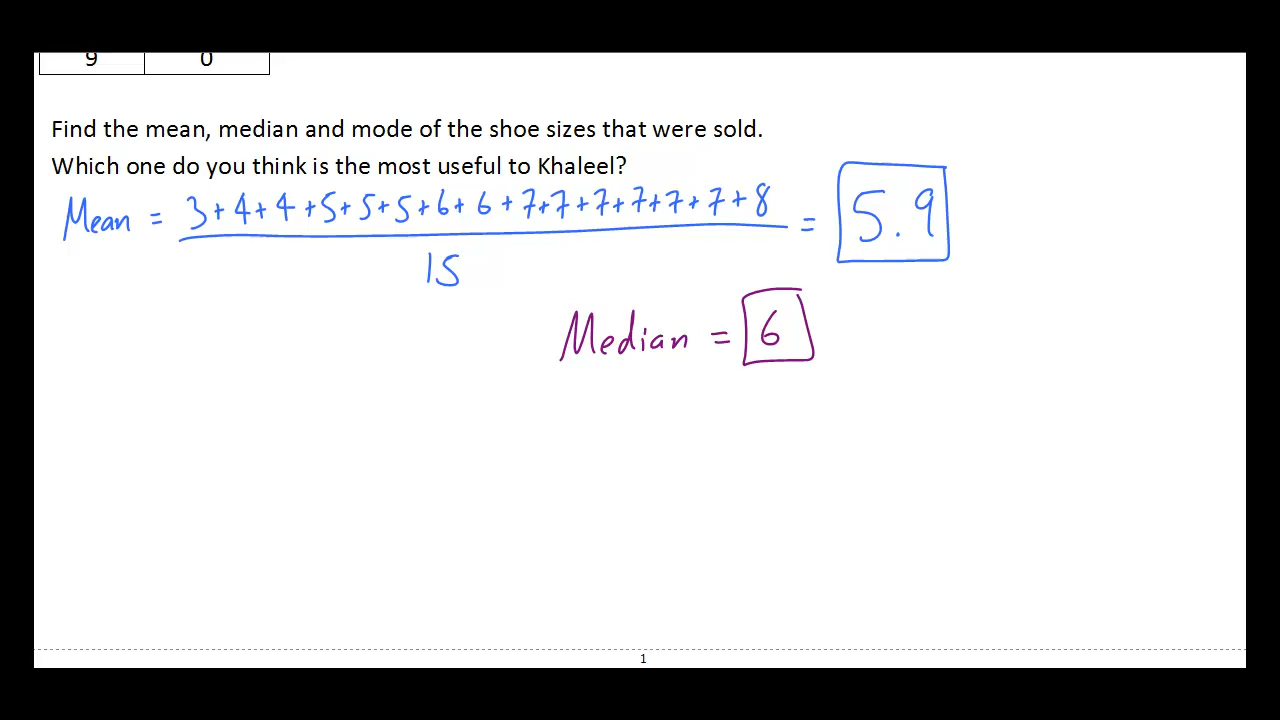 9 0
Find the mean, median and mode of the shoe sizes that were sold.
Which one do you think is the most useful to Khaleel?
Mean = 3+4+4+5+5+5+6+6+7+7+7+7+7+7+8 = 5.9
15
Median = 6
1